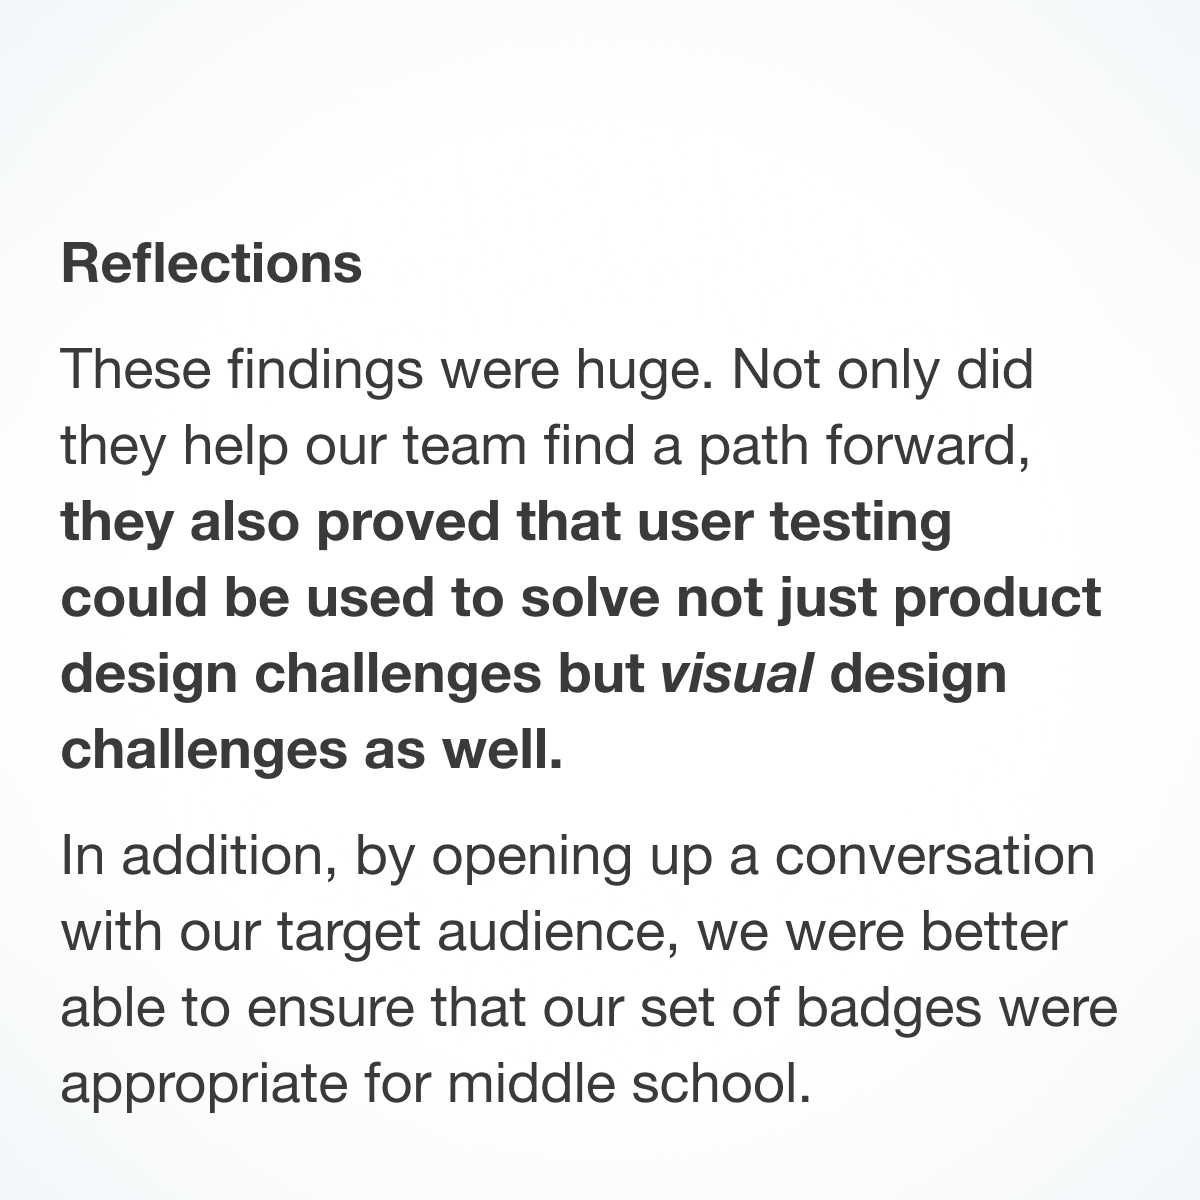 Reflections
These findings were huge. Not only did
they help our team find a path forward,
they also proved that user testing
could be used to solve not just product
design challenges but visual design
challenges as well.
In addition, by opening up a conversation
with our target audience, we were better
able to ensure that our set of badges were
appropriate for middle school.